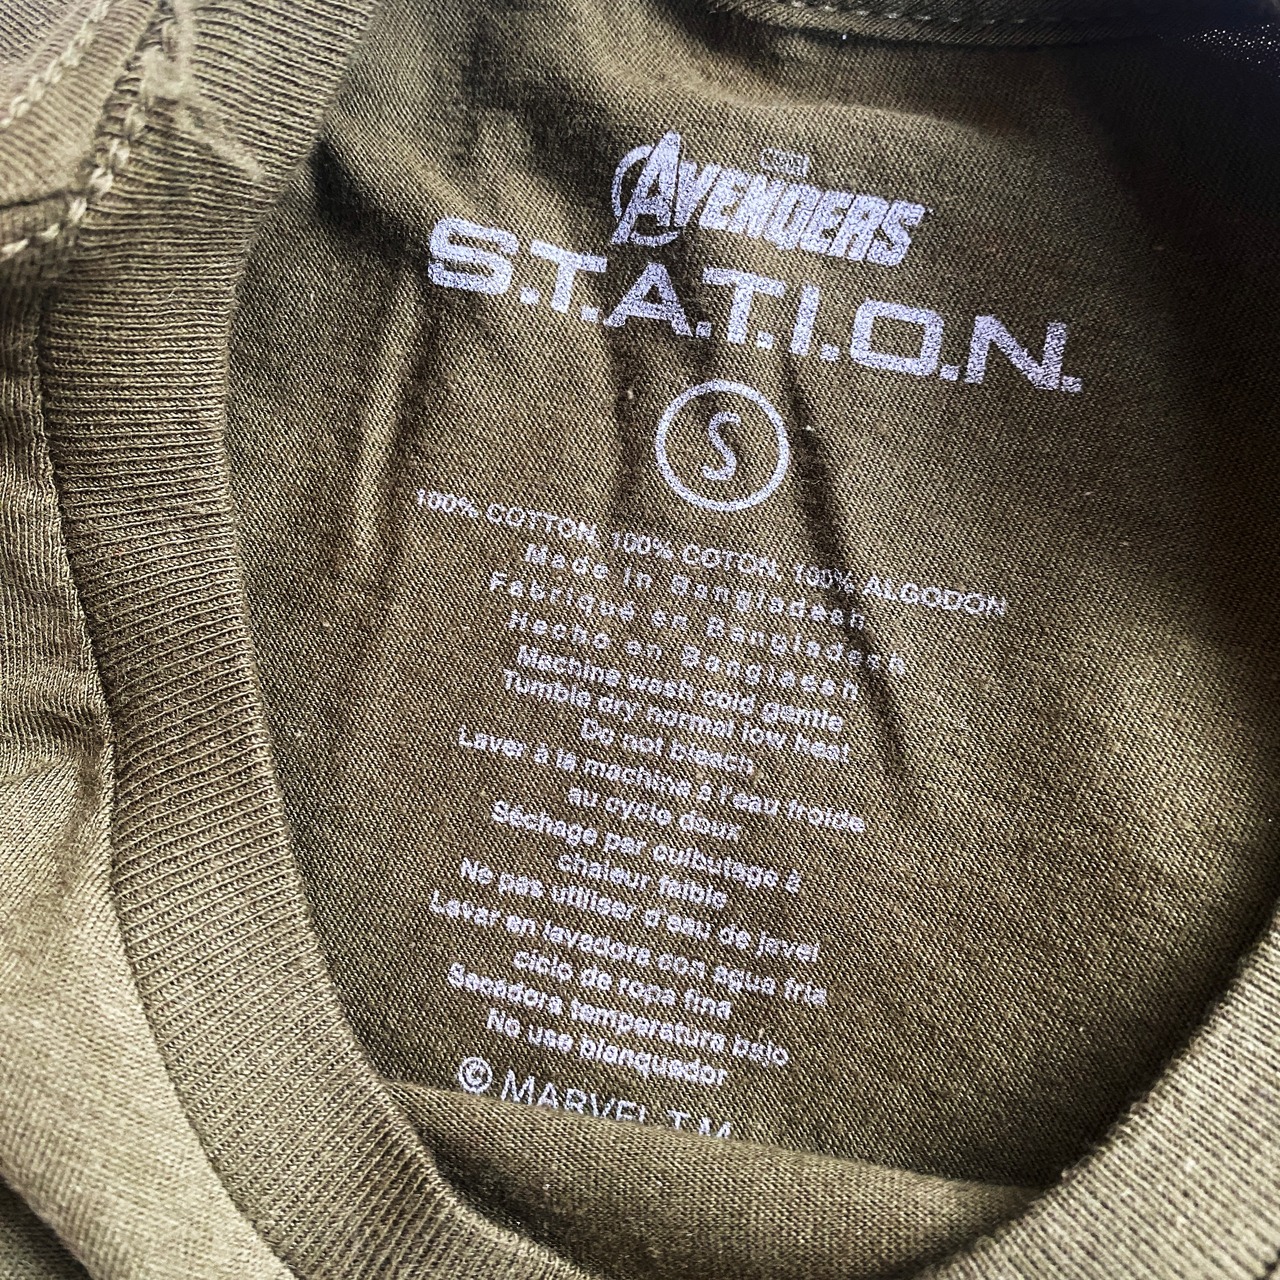 MARVEL
AVENGERS
S.T.A.T.I.O.N.
S
100% COTTON, 100% COTON, 100% ALGODÓN
Made in Bangladesh
Fabriqué en Bangladesh
Hecho en Bangladesh
Machine wash cold gentle
Tumble dry normal low heat
Do not bleach
Laver à la machine à l'eau froide
au cycle doux
Séchage par culbutage à
chaleur faible
Ne pas utiliser d'eau de javel
Lavar en lavadora con agua fria
ciclo de ropa fina
Secadora temperatura bajo
No use blanquedor
© MARVEL T.M.